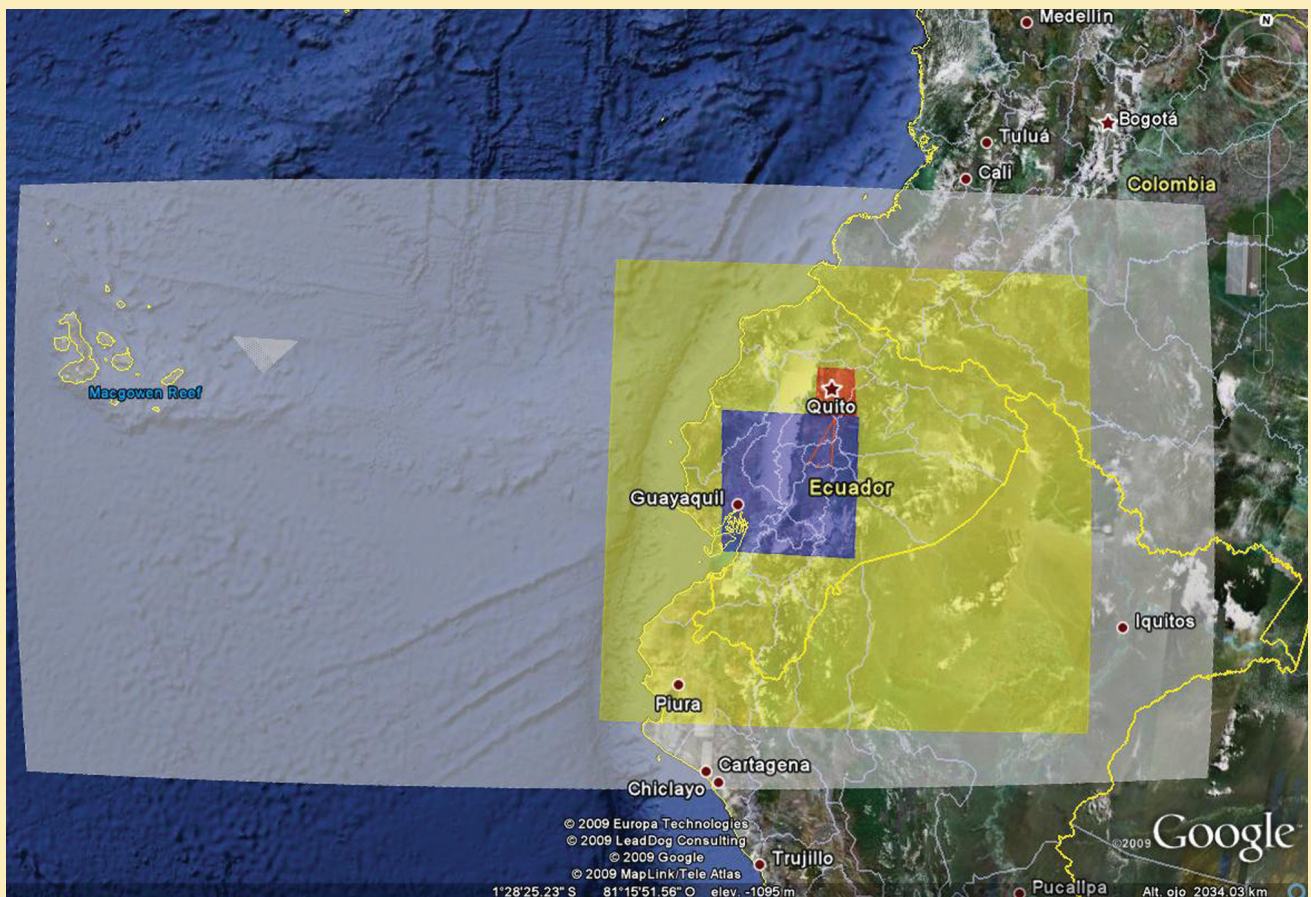 Medellín
N
Bogotá
Tuluá
Cali
Colombia
Macgowen Reef
Quito
Ecuador
Guayaquil
Iquitos
Piura
Cartagena
Chiclayo
© 2009 Europa Technologies
© 2009 LeadDog Consulting
© 2009 Google
© 2009 MapLink/Tele Atlas
©2009 Google
Trujillo
Pucallpa
1°28'25.23" S 81°15'51.56" O elev. -1095 m Alt. ojo 2034.03 km